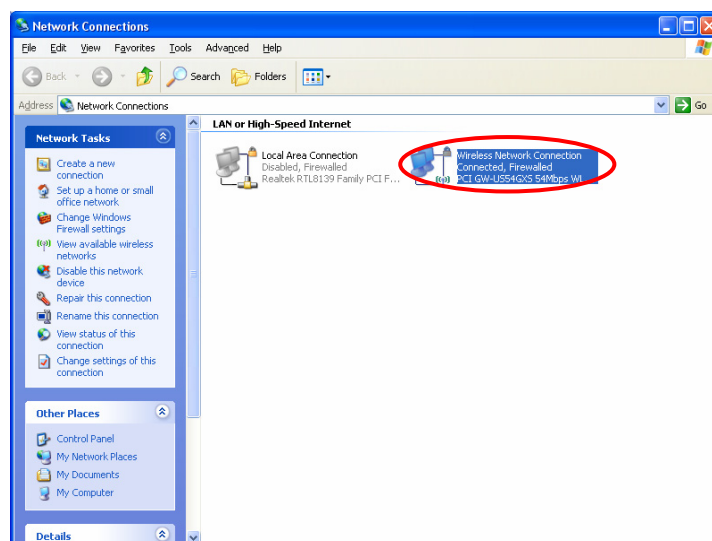 Network Connections
File Edit View Favorites Tools Advanced Help
Back Search Folders
Address Network Connections Go
Network Tasks
Create a new
connection
Set up a home or small
office network
Change Windows
Firewall settings
View available wireless
networks
Disable this network
device
Repair this connection
Rename this connection
View status of this
connection
Change settings of this
connection
Other Places
Control Panel
My Network Places
My Documents
My Computer
Details
LAN or High-Speed Internet
Local Area Connection
Disabled, Firewalled
Realtek RTL8139 Family PCI F...
Wireless Network Connection
Connected, Firewalled
PCI GW-US54GXS 54Mbps WL